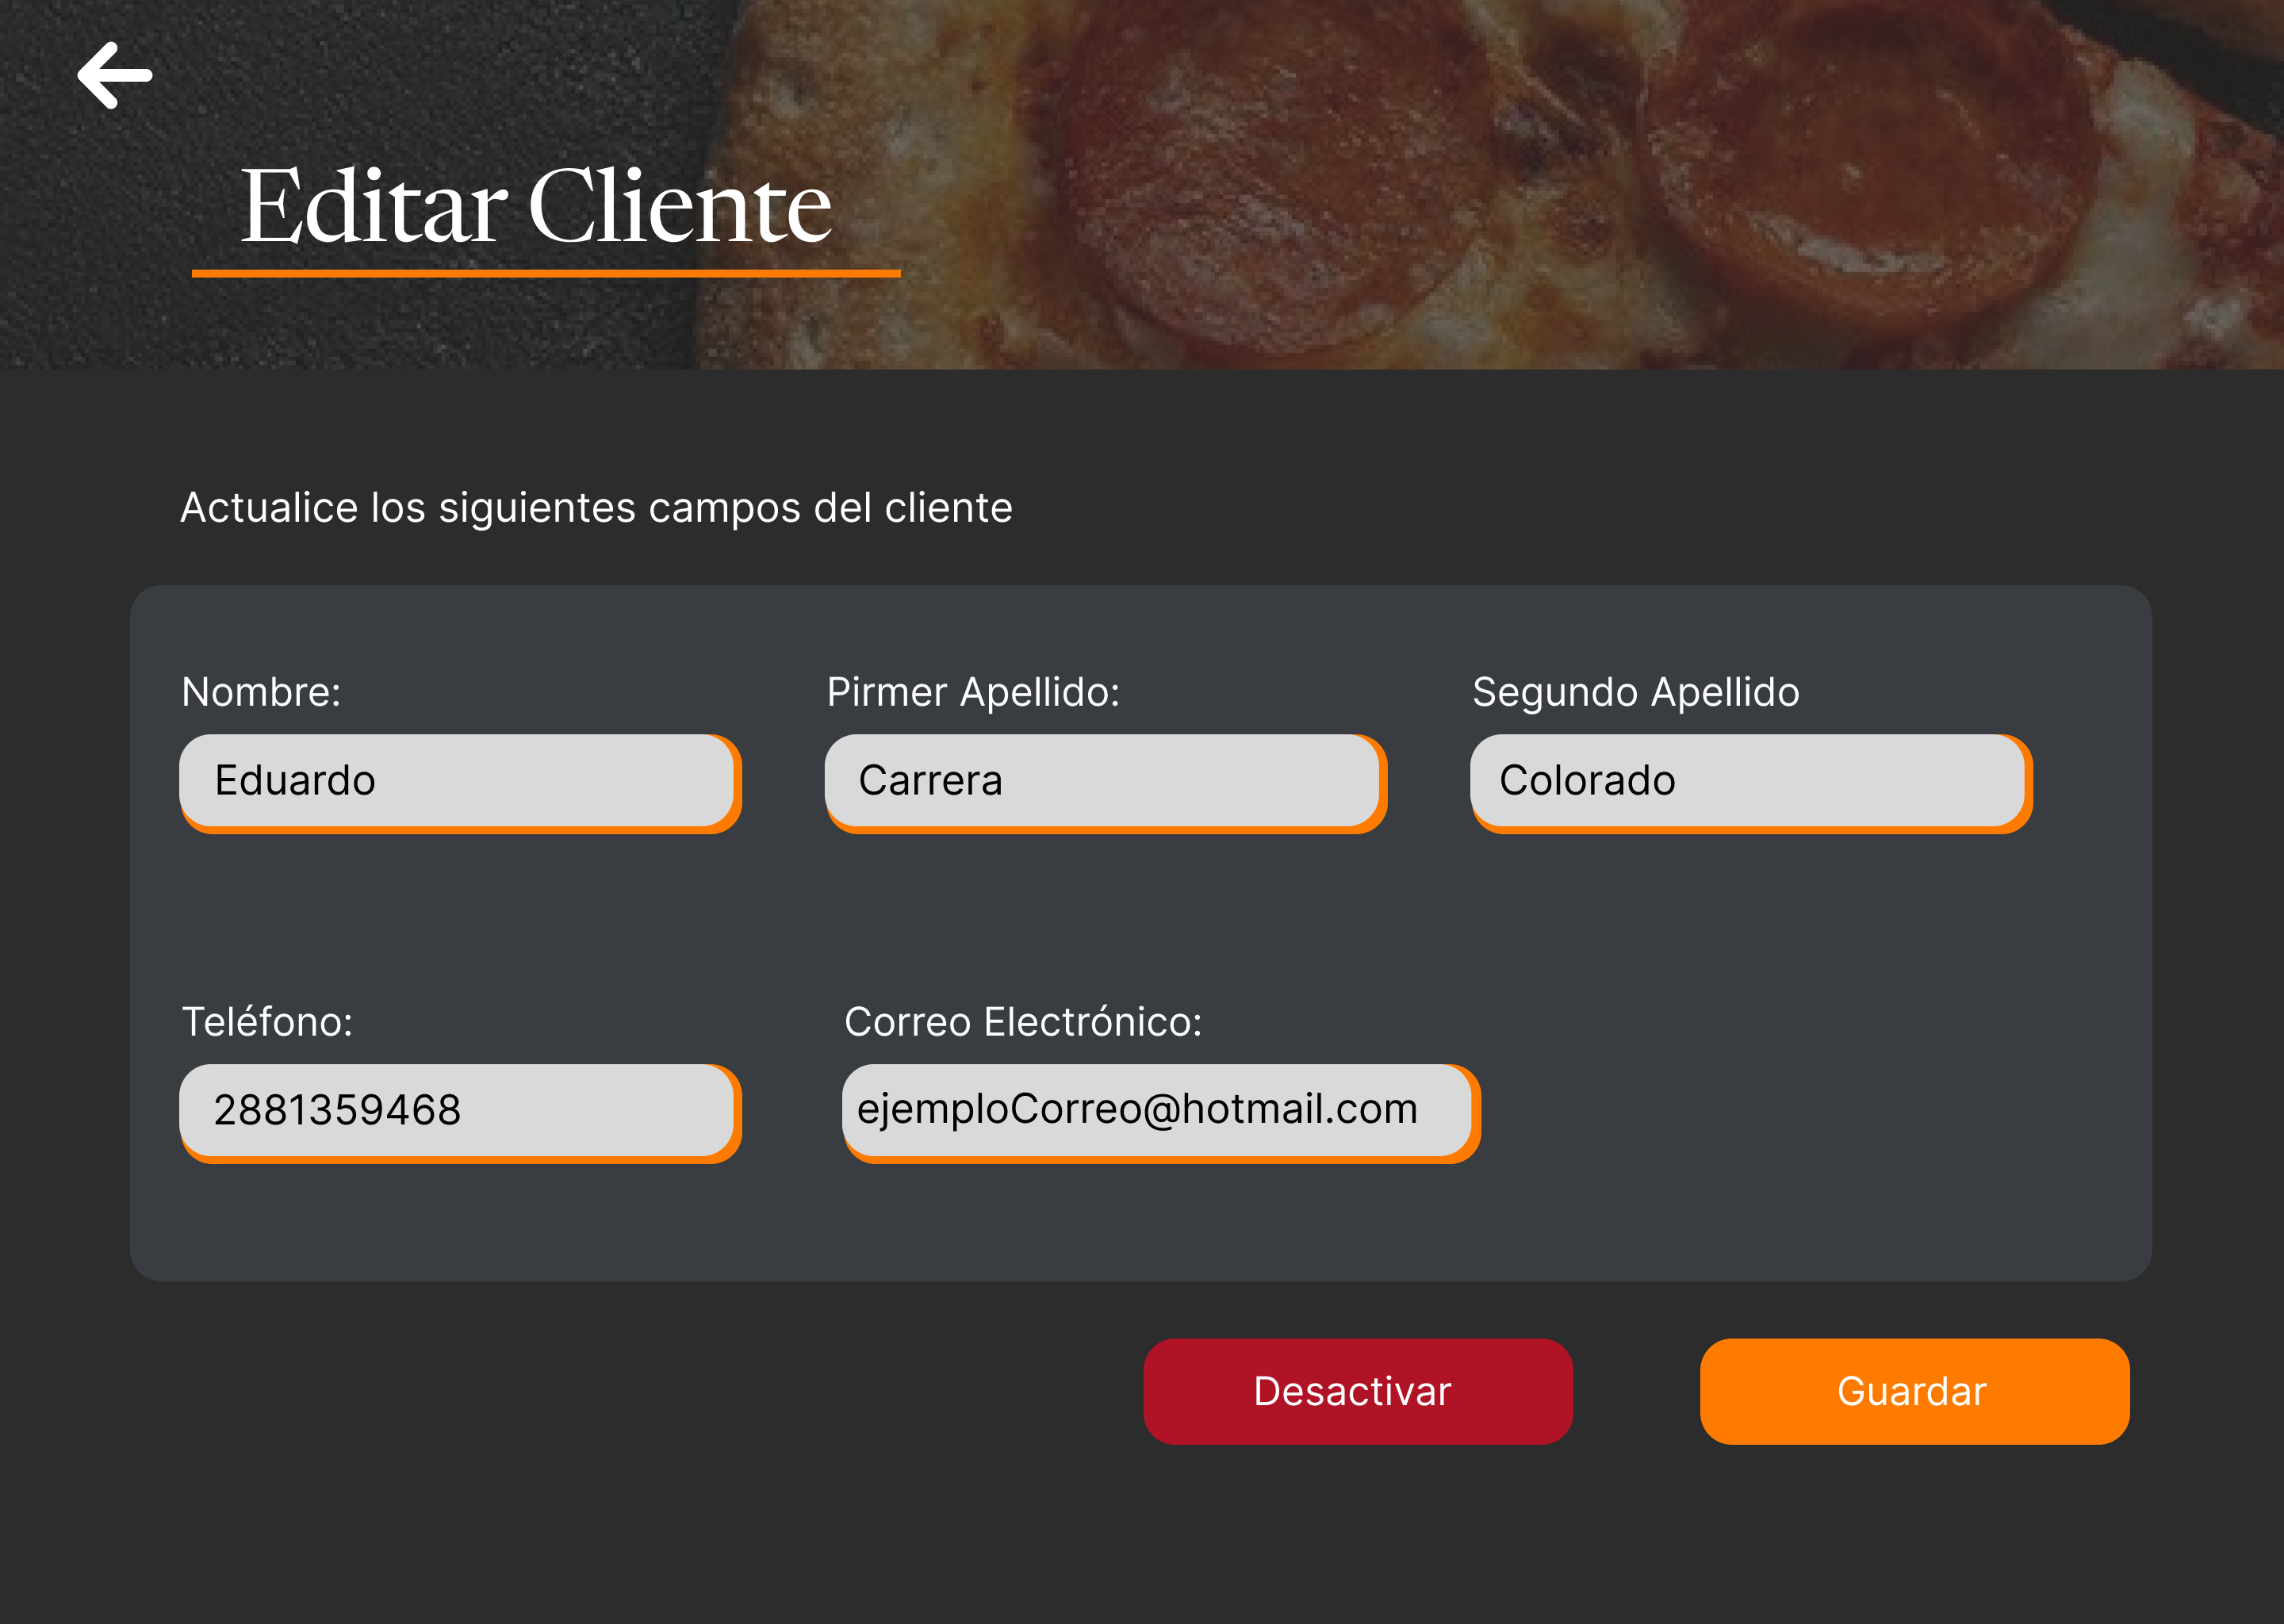 Editar Cliente
Actualice los siguientes campos del cliente
Nombre:
Pirmer Apellido:
Segundo Apellido
Eduardo
Carrera
Colorado
Teléfono:
Correo Electrónico:
2881359468
ejemploCorreo@hotmail.com
Desactivar
Guardar